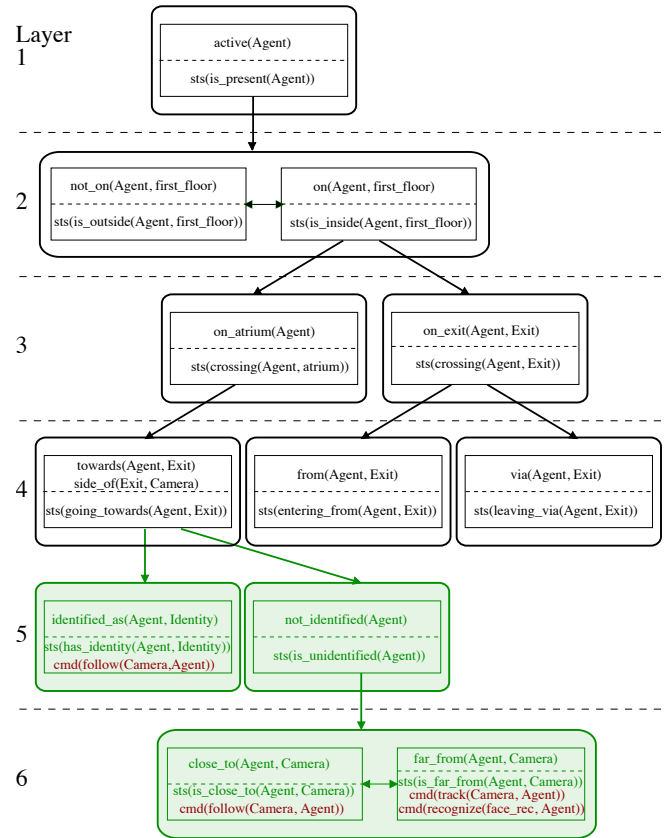 Layer
1
active(Agent)
sts(is_present(Agent))
2
not_on(Agent, first_floor)
sts(is_outside(Agent, first_floor))
on(Agent, first_floor)
sts(is_inside(Agent, first_floor))
3
on_atrium(Agent)
sts(crossing(Agent, atrium))
on_exit(Agent, Exit)
sts(crossing(Agent, Exit))
4
towards(Agent, Exit)
side_of(Exit, Camera)
sts(going_towards(Agent, Exit))
from(Agent, Exit)
sts(entering_from(Agent, Exit))
via(Agent, Exit)
sts(leaving_via(Agent, Exit))
5
identified_as(Agent, Identity)
sts(has_identity(Agent, Identity))
cmd(follow(Camera,Agent))
not_identified(Agent)
sts(is_unidentified(Agent))
6
close_to(Agent, Camera)
sts(is_close_to(Agent, Camera))
cmd(follow(Camera, Agent))
far_from(Agent, Camera)
sts(is_far_from(Agent, Camera))
cmd(track(Camera, Agent))
cmd(recognize(face_rec, Agent))